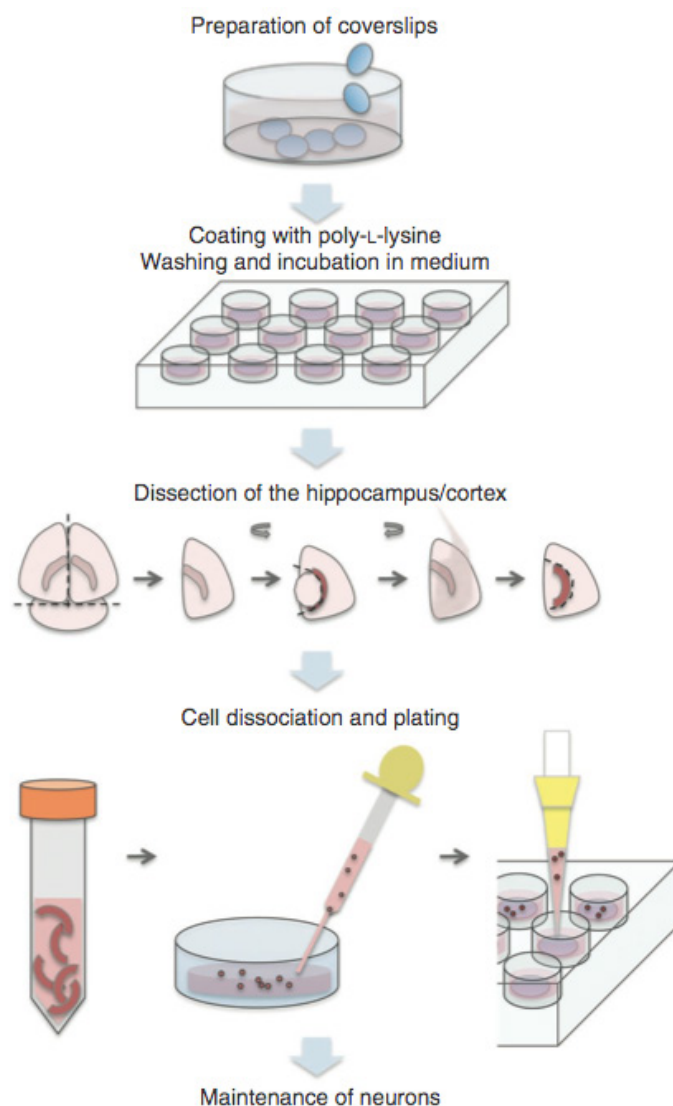 Preparation of coverslips
Coating with poly-L-lysine
Washing and incubation in medium
Dissection of the hippocampus/cortex
Cell dissociation and plating
Maintenance of neurons